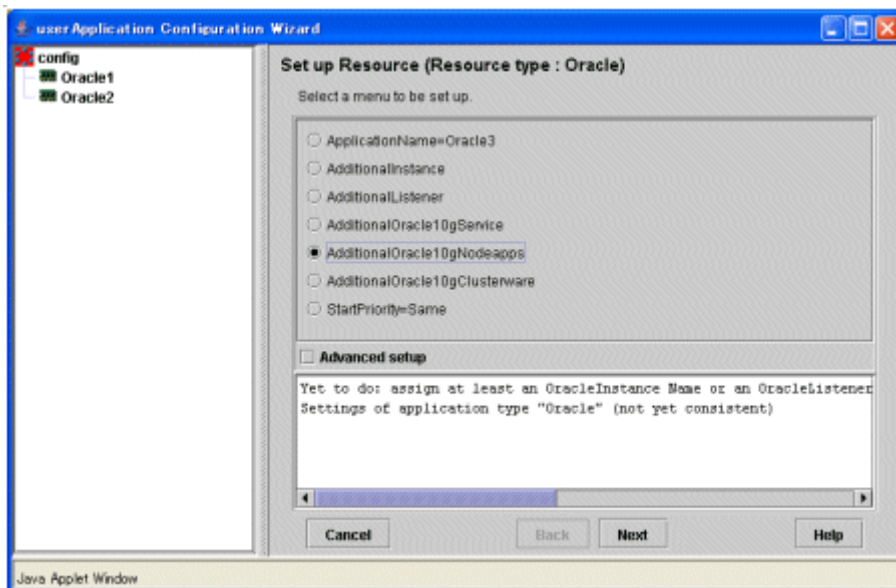 userApplication Configuration Wizard
config
Oracle1
Oracle2
Set up Resource (Resource type : Oracle)
Select a menu to be set up.
ApplicationName=Oracle3
AdditionalInstance
AdditionalListener
AdditionalOracle10gService
AdditionalOracle10gNodeapps
AdditionalOracle10gClusterware
StartPriority=Same
Advanced setup
Yet to do: assign at least an OracleInstance Name or an OracleListener
Settings of application type "Oracle" (not yet consistent)
Cancel
Back
Next
Help
Java Applet Window